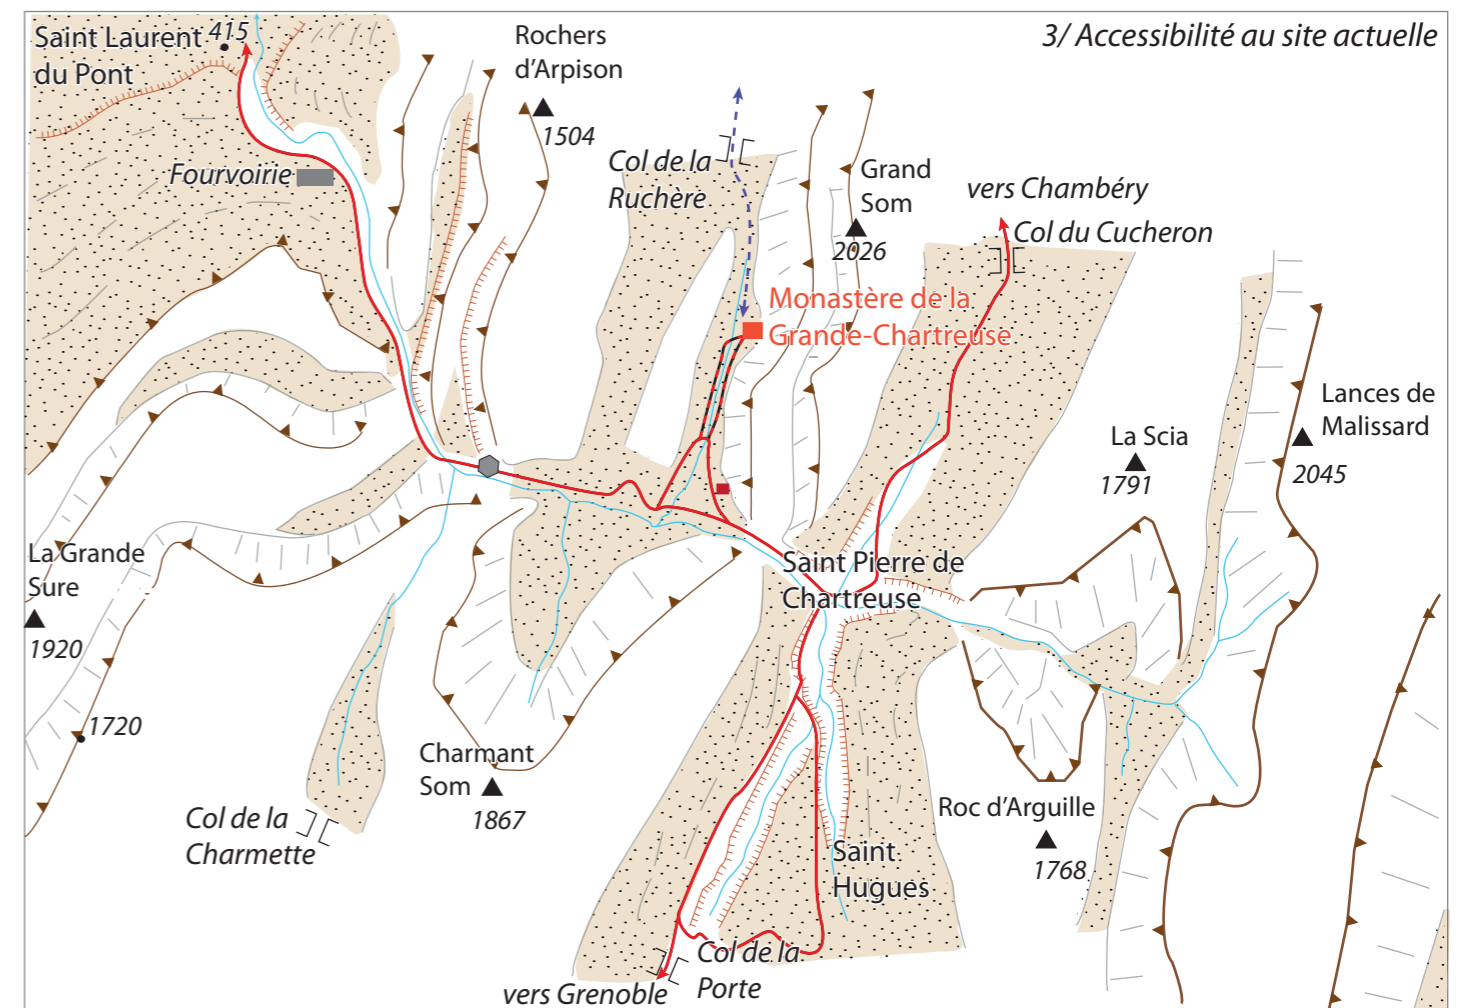 3/ Accessibilité au site actuelle
Saint Laurent
du Pont
415
Rochers
d'Arpison
1504
Fourvoirie
Col de la
Ruchère
Grand
Som
2026
vers Chambéry
Col du Cucheron
Monastère de la
Grande-Chartreuse
Lances de
Malissard
2045
La Scia
1791
La Grande
Sure
1920
Saint Pierre de
Chartreuse
1720
Charmant
Som
1867
Col de la
Charmette
Roc d'Arguille
1768
Saint
Hugues
Col de la
Porte
vers Grenoble